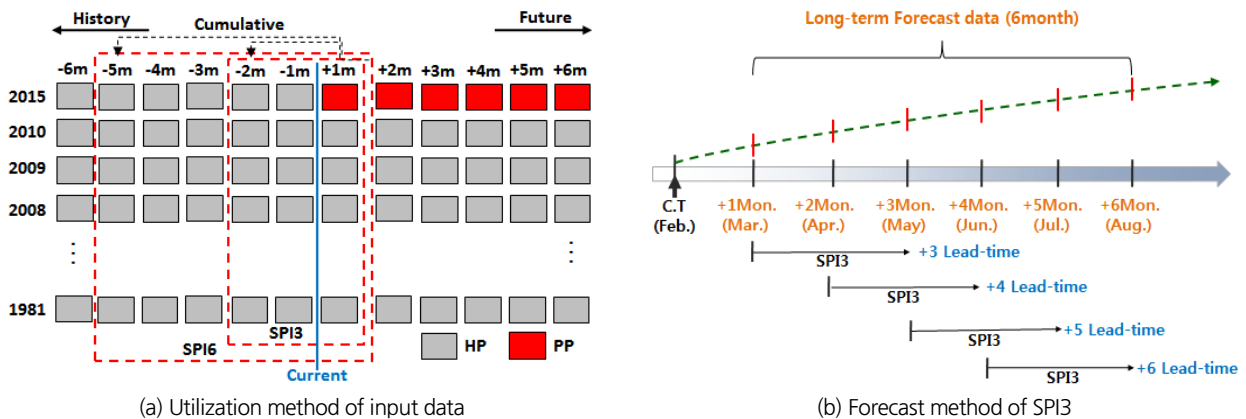 History
Cumulative
Future
-6m -5m -4m -3m -2m -1m +1m +2m +3m +4m +5m +6m
2015
2010
2009
2008
⋮ ⋮
1981
SPI3
SPI6
HP PP
Current
(a) Utilization method of input data
Long-term Forecast data (6month)
C.T +1Mon. +2Mon. +3Mon. +4Mon. +5Mon. +6Mon.
(Feb.) (Mar.) (Apr.) (May) (Jun.) (Jul.) (Aug.)
SPI3 +3 Lead-time
SPI3 +4 Lead-time
SPI3 +5 Lead-time
SPI3 +6 Lead-time
(b) Forecast method of SPI3